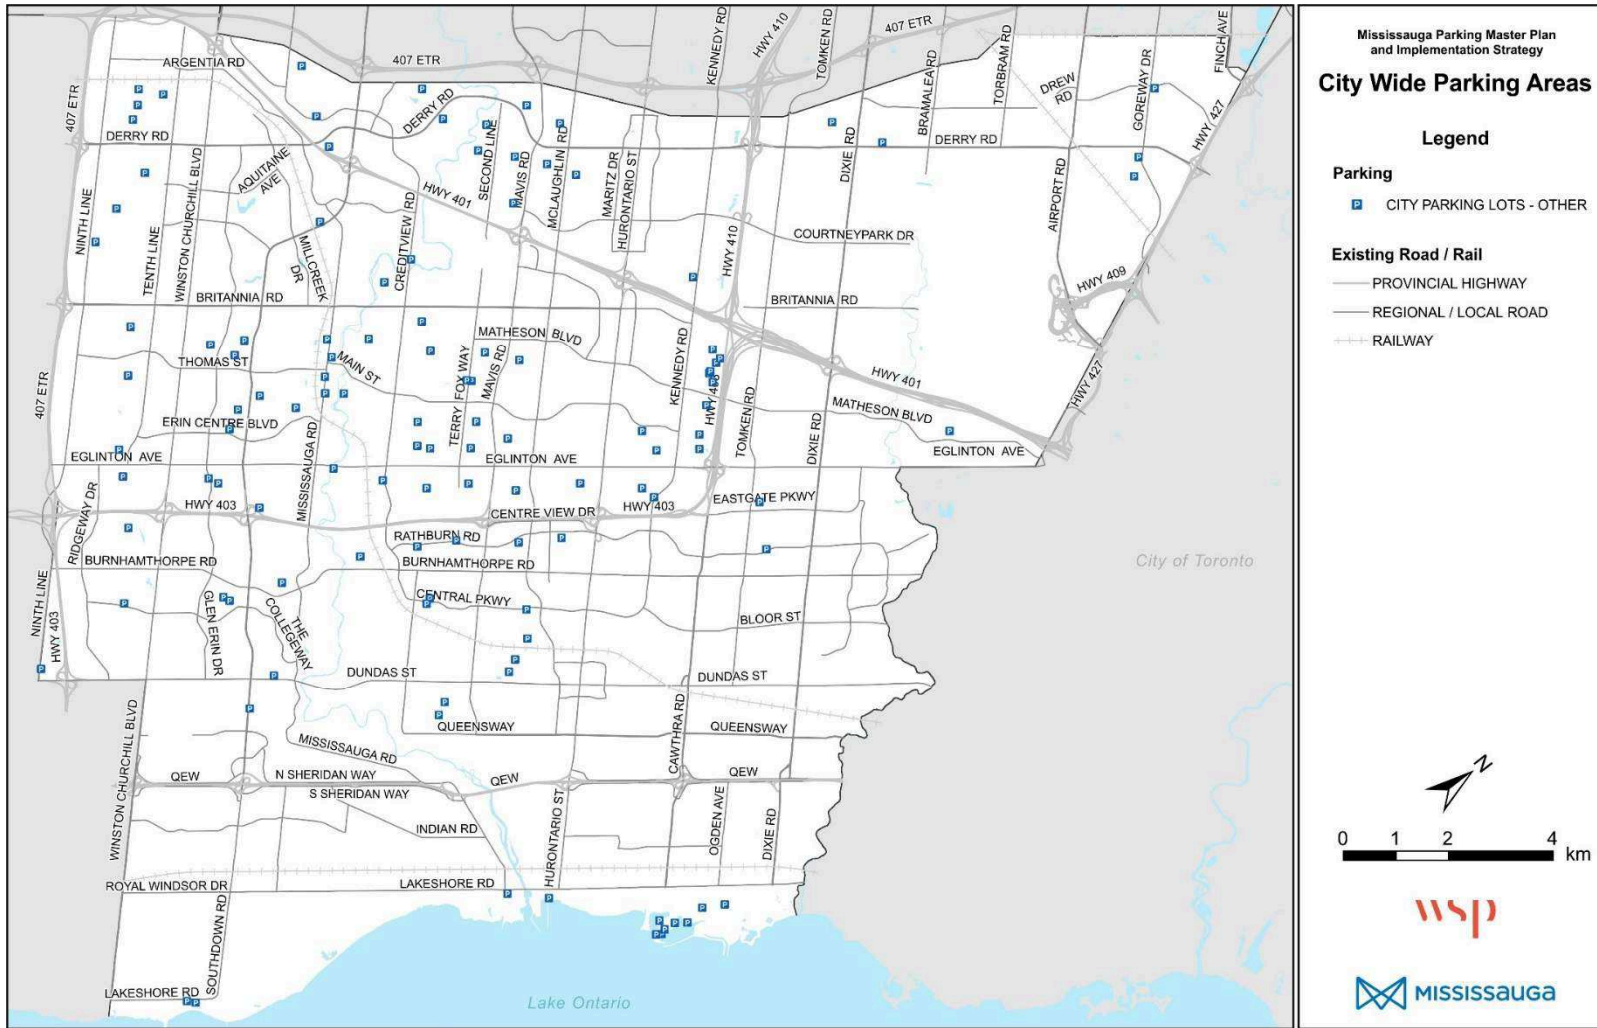 Mississauga Parking Master Plan
and Implementation Strategy
City Wide Parking Areas
Legend
Parking
P CITY PARKING LOTS - OTHER
Existing Road / Rail
PROVINCIAL HIGHWAY
REGIONAL / LOCAL ROAD
RAILWAY
N
0 1 2 4
km
wsp
MISSISSAUGA
407 ETR
ARGENTIA RD
407 ETR
KENNEDY RD
HWY 410
TOMKEN RD
407 ETR
BRAMALEA RD
TORBRAM RD
DREW
RD
GOREWAY DR
FINCH AVE
HWY 427
DERRY RD
DERRY RD
SECOND LINE
MAVIS RD
MCLAUGHLIN RD
MARITZ DR
HURONTARIO ST
DIXIE RD
DERRY RD
AIRPORT RD
NINTH LINE
TENTH LINE
WINSTON CHURCHILL BLVD
AQUITAINE
AVE
MILLCREEK
DR
CREDITVIEW RD
HWY 401
HWY 410
COURTNEYPARK DR
HWY 409
BRITANNIA RD
BRITANNIA RD
THOMAS ST
MAIN ST
MATHESON BLVD
TERRY FOX WAY
MAVIS RD
KENNEDY RD
HWY 403
TOMKEN RD
DIXIE RD
HWY 401
MATHESON BLVD
HWY 427
407 ETR
ERIN CENTRE BLVD
MISSISSAUGA RD
EGLINTON AVE
EGLINTON AVE
EGLINTON AVE
RIDGEWAY DR
HWY 403
CENTRE VIEW DR
HWY 403
EASTGATE PKWY
RATHBURN RD
BURNHAMTHORPE RD
BURNHAMTHORPE RD
City of Toronto
NINTH LINE
HWY 403
GLEN ERIN DR
THE
COLLEGEWAY
CENTRAL PKWY
BLOOR ST
DUNDAS ST
DUNDAS ST
WINSTON CHURCHILL BLVD
MISSISSAUGA RD
QUEENSWAY
CAWTHRA RD
QUEENSWAY
QEW
N SHERIDAN WAY
QEW
QEW
S SHERIDAN WAY
INDIAN RD
HURONTARIO ST
OGDEN AVE
DIXIE RD
ROYAL WINDSOR DR
LAKESHORE RD
SOUTHDOWN RD
LAKESHORE RD
Lake Ontario